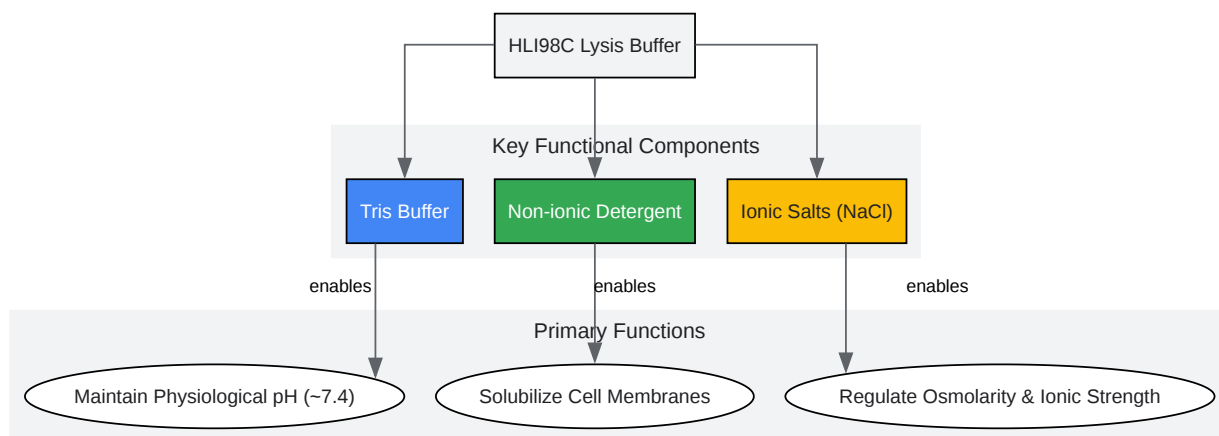 HLI98C Lysis Buffer
Key Functional Components
Tris Buffer
Non-ionic Detergent
Ionic Salts (NaCl)
enables
enables
enables
Primary Functions
Maintain Physiological pH (~7.4)
Solubilize Cell Membranes
Regulate Osmolarity & Ionic Strength